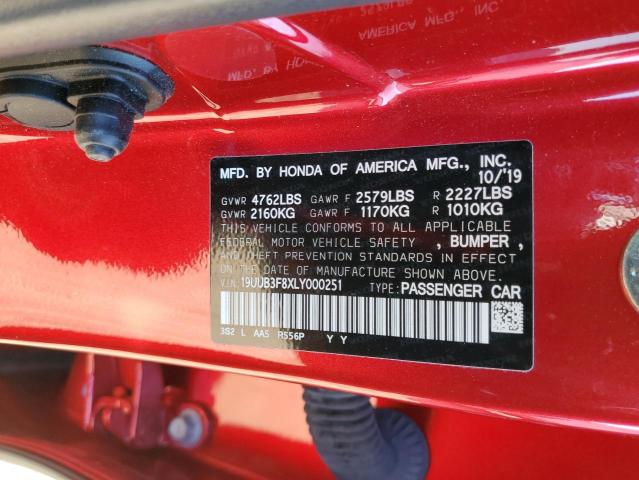 MFD. BY HONDA OF AMERICA MFG., INC.
10/'19
GVWR 4762LBS GAWR F 2579LBS R 2227LBS
GVWR 2160KG GAWR F 1170KG R 1010KG
THIS VEHICLE CONFORMS TO ALL APPLICABLE
FEDERAL MOTOR VEHICLE SAFETY , BUMPER ,
AND THEFT PREVENTION STANDARDS IN EFFECT
ON THE DATE OF MANUFACTURE SHOWN ABOVE.
V.I.N. 19UUB3F8XLY000251 TYPE: PASSENGER CAR
3S2 L AA5 R556P Y Y